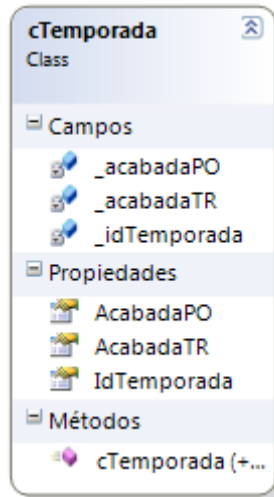 cTemporada
Class
Campos
_acabadaPO
_acabadaTR
_idTemporada
Propiedades
AcabadaPO
AcabadaTR
IdTemporada
Métodos
cTemporada (+...